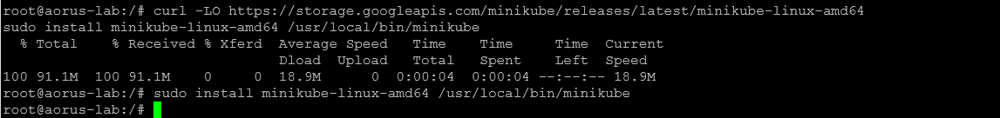 root@aorus-lab:/# curl -LO https://storage.googleapis.com/minikube/releases/latest/minikube-linux-amd64
sudo install minikube-linux-amd64 /usr/local/bin/minikube
  % Total    % Received % Xferd  Average Speed   Time    Time     Time  Current
                                 Dload  Upload   Total   Spent    Left  Speed
100 91.1M  100 91.1M    0     0  18.9M      0  0:00:04  0:00:04 --:--:-- 18.9M
root@aorus-lab:/# sudo install minikube-linux-amd64 /usr/local/bin/minikube
root@aorus-lab:/#